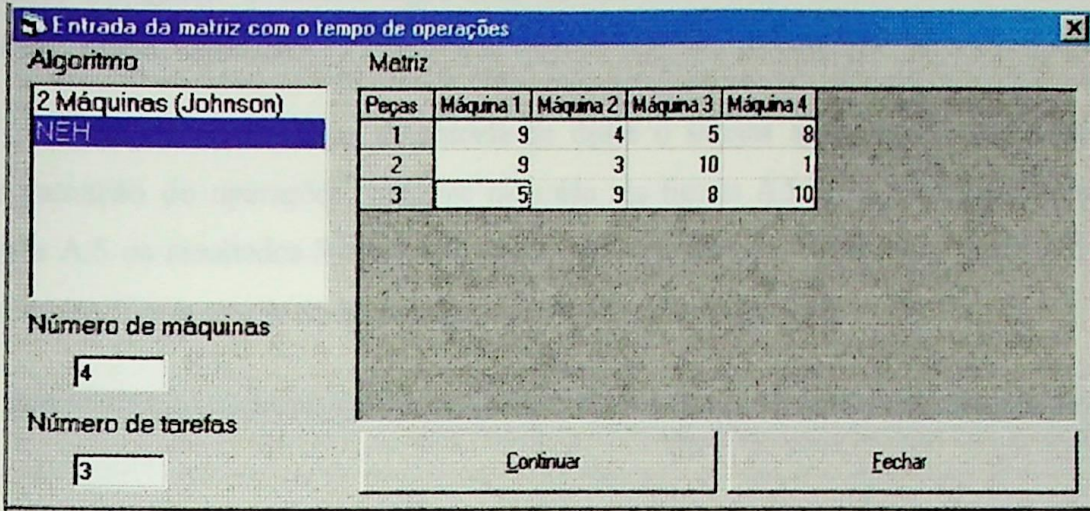 Entrada da matriz com o tempo de operações
Algoritmo
2 Máquinas (Johnson)
NEH
Número de máquinas
4
Número de tarefas
3
Matriz
Peças Máquina 1 Máquina 2 Máquina 3 Máquina 4
1 9 4 5 8
2 9 3 10 1
3 5 9 8 10
Continuar
Fechar